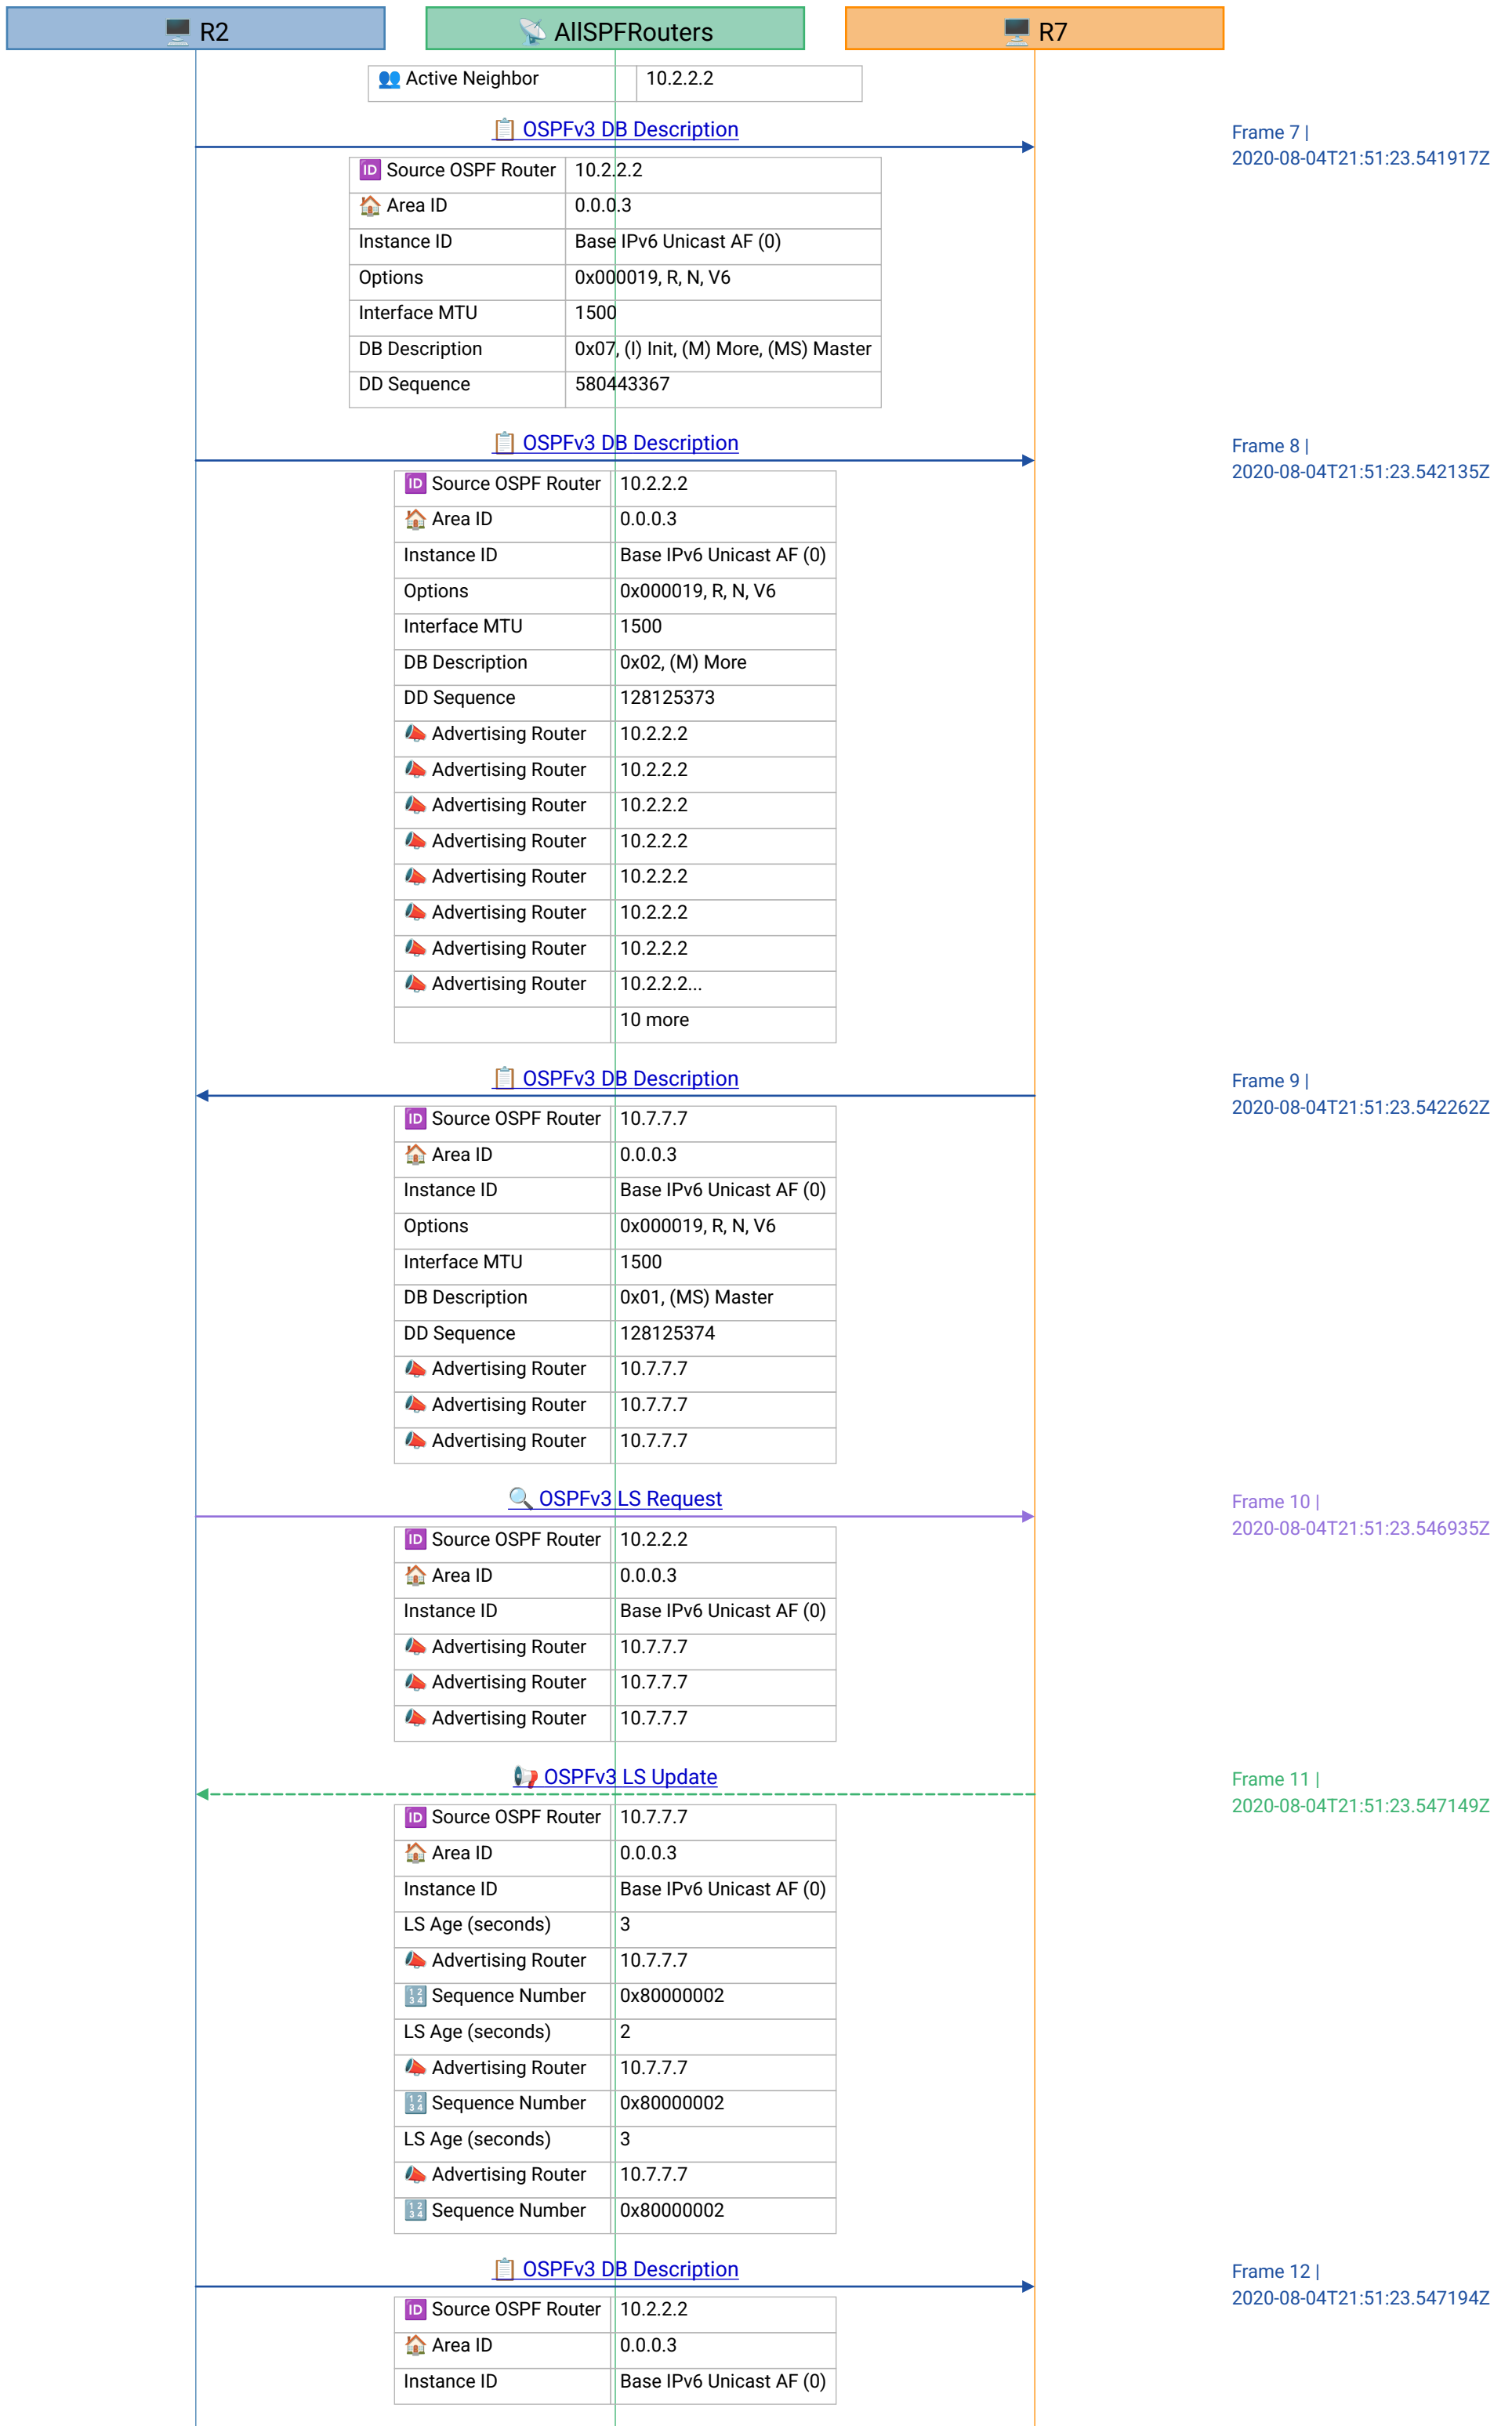 R2
AllSPFRouters
R7
Active Neighbor 10.2.2.2
OSPFv3 DB Description
Frame 7 |
2020-08-04T21:51:23.541917Z
Source OSPF Router 10.2.2.2
Area ID 0.0.0.3
Instance ID Base IPv6 Unicast AF (0)
Options 0x000019, R, N, V6
Interface MTU 1500
DB Description 0x07, (I) Init, (M) More, (MS) Master
DD Sequence 580443367
OSPFv3 DB Description
Frame 8 |
2020-08-04T21:51:23.542135Z
Source OSPF Router 10.2.2.2
Area ID 0.0.0.3
Instance ID Base IPv6 Unicast AF (0)
Options 0x000019, R, N, V6
Interface MTU 1500
DB Description 0x02, (M) More
DD Sequence 128125373
Advertising Router 10.2.2.2
Advertising Router 10.2.2.2
Advertising Router 10.2.2.2
Advertising Router 10.2.2.2
Advertising Router 10.2.2.2
Advertising Router 10.2.2.2
Advertising Router 10.2.2.2
Advertising Router 10.2.2.2...
10 more
OSPFv3 DB Description
Frame 9 |
2020-08-04T21:51:23.542262Z
Source OSPF Router 10.7.7.7
Area ID 0.0.0.3
Instance ID Base IPv6 Unicast AF (0)
Options 0x000019, R, N, V6
Interface MTU 1500
DB Description 0x01, (MS) Master
DD Sequence 128125374
Advertising Router 10.7.7.7
Advertising Router 10.7.7.7
Advertising Router 10.7.7.7
OSPFv3 LS Request
Frame 10 |
2020-08-04T21:51:23.546935Z
Source OSPF Router 10.2.2.2
Area ID 0.0.0.3
Instance ID Base IPv6 Unicast AF (0)
Advertising Router 10.7.7.7
Advertising Router 10.7.7.7
Advertising Router 10.7.7.7
OSPFv3 LS Update
Frame 11 |
2020-08-04T21:51:23.547149Z
Source OSPF Router 10.7.7.7
Area ID 0.0.0.3
Instance ID Base IPv6 Unicast AF (0)
LS Age (seconds) 3
Advertising Router 10.7.7.7
Sequence Number 0x80000002
LS Age (seconds) 2
Advertising Router 10.7.7.7
Sequence Number 0x80000002
LS Age (seconds) 3
Advertising Router 10.7.7.7
Sequence Number 0x80000002
OSPFv3 DB Description
Frame 12 |
2020-08-04T21:51:23.547194Z
Source OSPF Router 10.2.2.2
Area ID 0.0.0.3
Instance ID Base IPv6 Unicast AF (0)